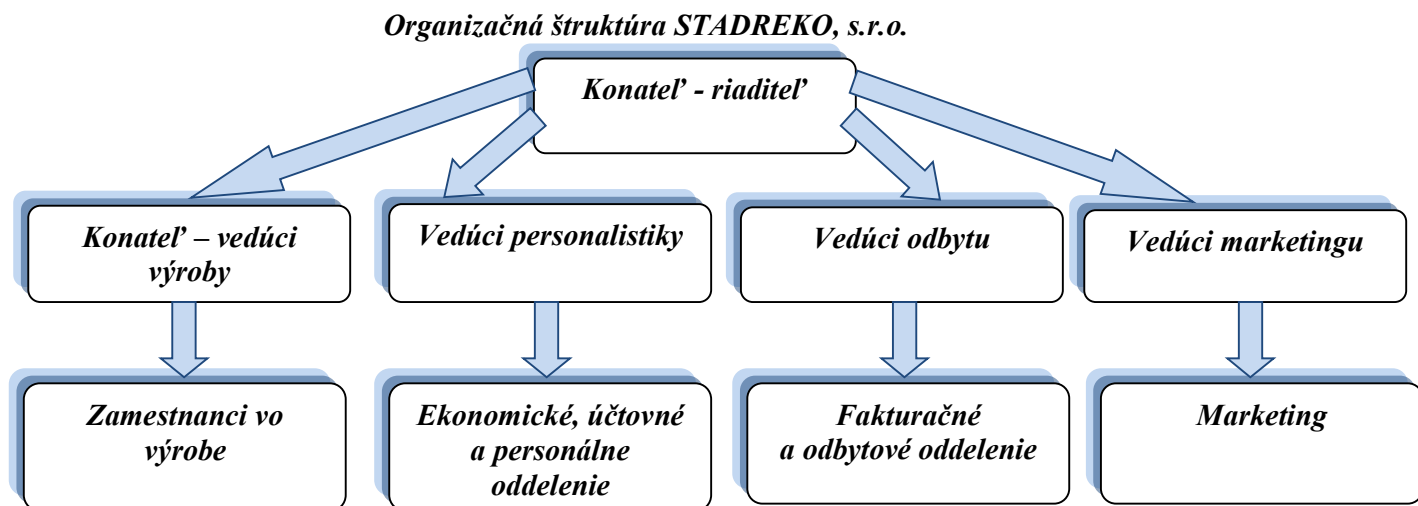 Organizačná štruktúra STADREKO, s.r.o.
Konateľ - riaditeľ
Konateľ – vedúci
výroby
Vedúci personalistiky
Vedúci odbytu
Vedúci marketingu
Zamestnanci vo
výrobe
Ekonomické, účtovné
a personálne
oddelenie
Fakturačné
a odbytové oddelenie
Marketing